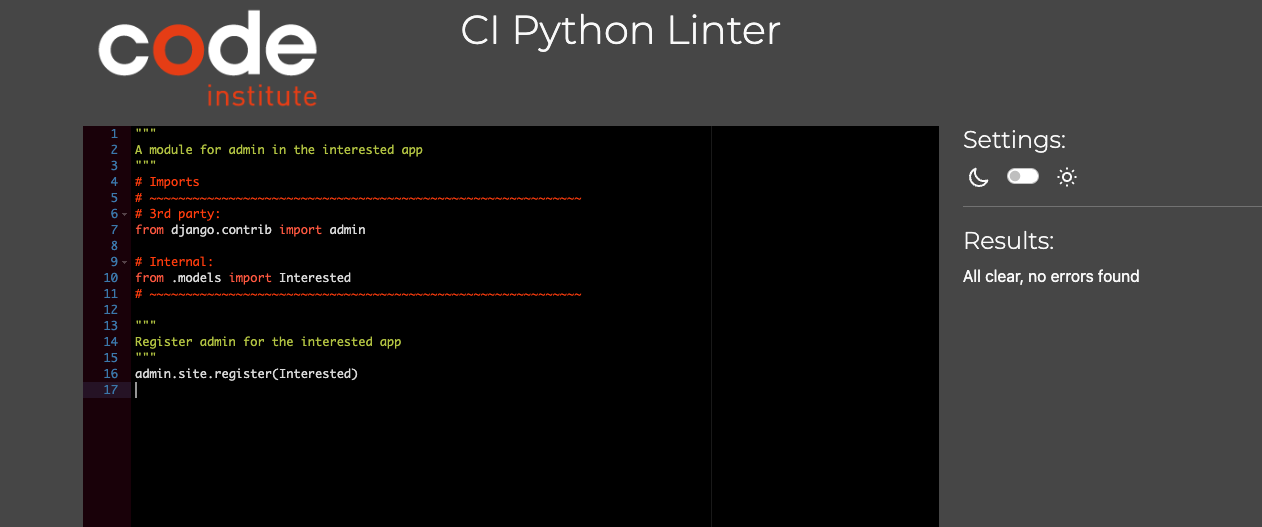 code
institute
CI Python Linter
1 """
2 A module for admin in the interested app
3 """
4 # Imports
5 # ~~~~~~~~~~~~~~~~~~~~~~~~~~~~~~~~~~~~~~~~~~~~~~~~~~~~~~~~~~~~
6 # 3rd party:
7 from django.contrib import admin
8
9 # Internal:
10 from .models import Interested
11 # ~~~~~~~~~~~~~~~~~~~~~~~~~~~~~~~~~~~~~~~~~~~~~~~~~~~~~~~~~~~~
12
13 """
14 Register admin for the interested app
15 """
16 admin.site.register(Interested)
17
Settings:
Results:
All clear, no errors found